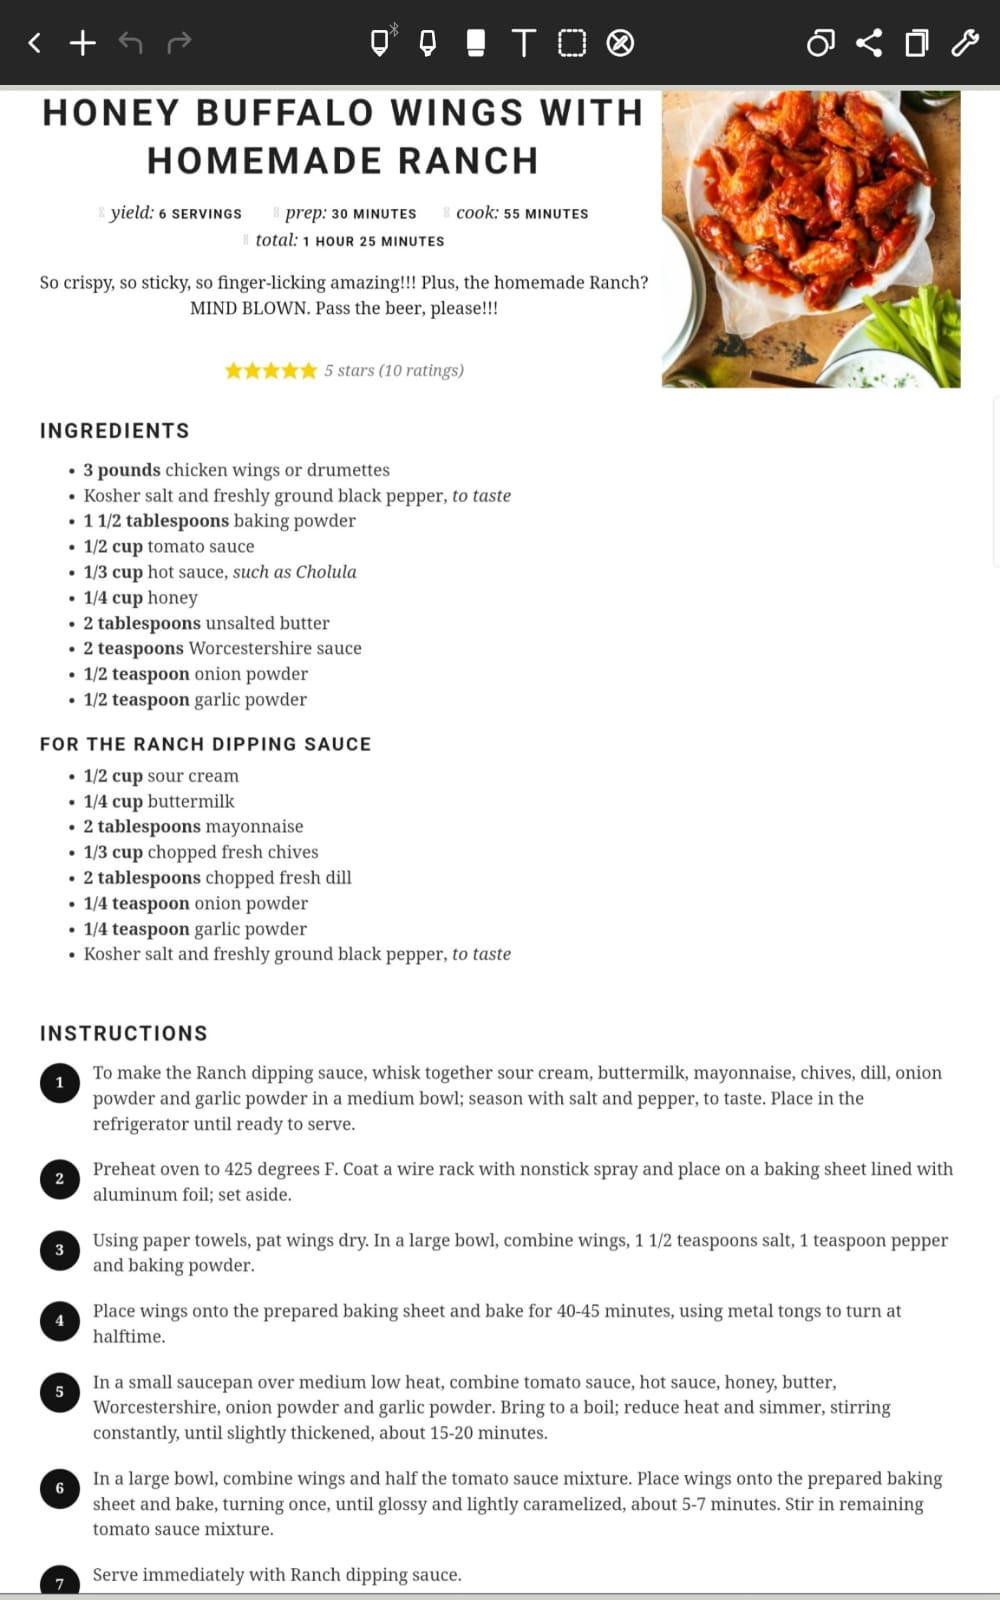 HONEY BUFFALO WINGS WITH
HOMEMADE RANCH
yield: 6 SERVINGS prep: 30 MINUTES cook: 55 MINUTES
total: 1 HOUR 25 MINUTES
So crispy, so sticky, so finger-licking amazing!!! Plus, the homemade Ranch?
MIND BLOWN. Pass the beer, please!!!
5 stars (10 ratings)
INGREDIENTS
• 3 pounds chicken wings or drumettes
• Kosher salt and freshly ground black pepper, to taste
• 1 1/2 tablespoons baking powder
• 1/2 cup tomato sauce
• 1/3 cup hot sauce, such as Cholula
• 1/4 cup honey
• 2 tablespoons unsalted butter
• 2 teaspoons Worcestershire sauce
• 1/2 teaspoon onion powder
• 1/2 teaspoon garlic powder
FOR THE RANCH DIPPING SAUCE
• 1/2 cup sour cream
• 1/4 cup buttermilk
• 2 tablespoons mayonnaise
• 1/3 cup chopped fresh chives
• 2 tablespoons chopped fresh dill
• 1/4 teaspoon onion powder
• 1/4 teaspoon garlic powder
• Kosher salt and freshly ground black pepper, to taste
INSTRUCTIONS
1 To make the Ranch dipping sauce, whisk together sour cream, buttermilk, mayonnaise, chives, dill, onion
powder and garlic powder in a medium bowl; season with salt and pepper, to taste. Place in the
refrigerator until ready to serve.
2 Preheat oven to 425 degrees F. Coat a wire rack with nonstick spray and place on a baking sheet lined with
aluminum foil; set aside.
3 Using paper towels, pat wings dry. In a large bowl, combine wings, 1 1/2 teaspoons salt, 1 teaspoon pepper
and baking powder.
4 Place wings onto the prepared baking sheet and bake for 40-45 minutes, using metal tongs to turn at
halftime.
5 In a small saucepan over medium low heat, combine tomato sauce, hot sauce, honey, butter,
Worcestershire, onion powder and garlic powder. Bring to a boil; reduce heat and simmer, stirring
constantly, until slightly thickened, about 15-20 minutes.
6 In a large bowl, combine wings and half the tomato sauce mixture. Place wings onto the prepared baking
sheet and bake, turning once, until glossy and lightly caramelized, about 5-7 minutes. Stir in remaining
tomato sauce mixture.
7 Serve immediately with Ranch dipping sauce.